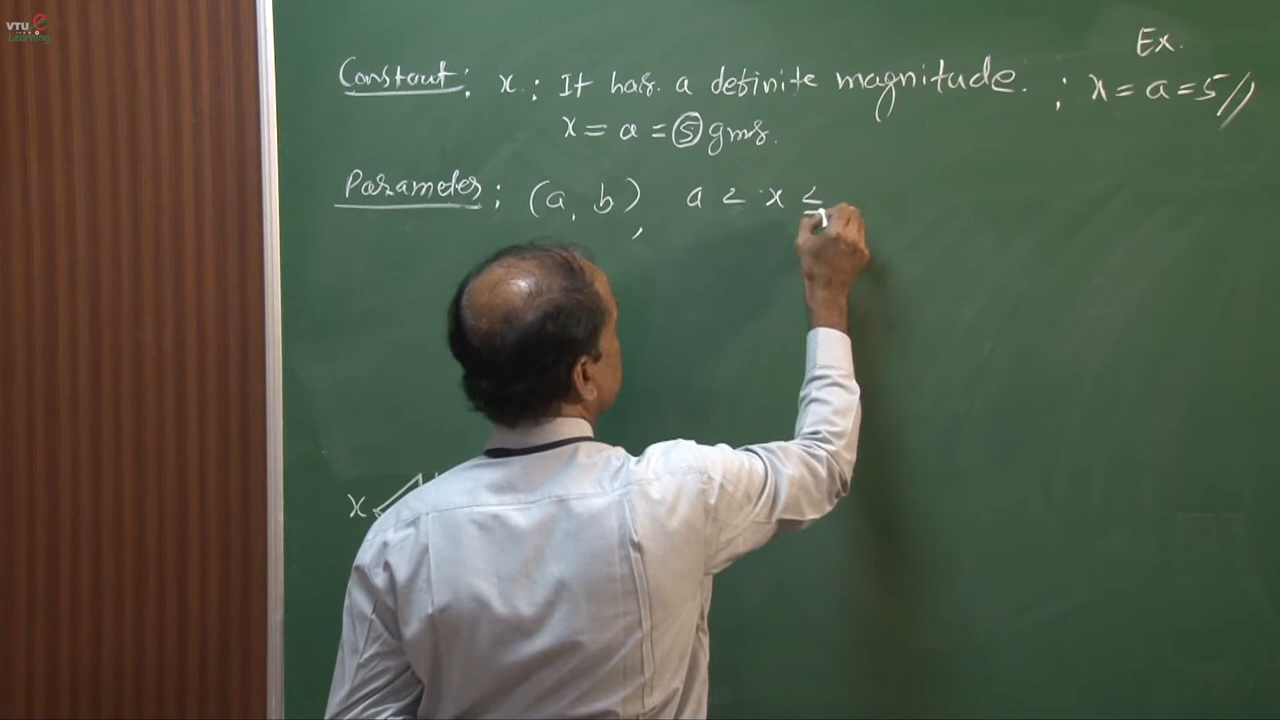 VTU e
Learning
Ex.
Constant : x : It has a definite magnitude. ; x = a = 5 //
x = a = 5 gms.
Parameter ; (a, b), a < x ≤
x